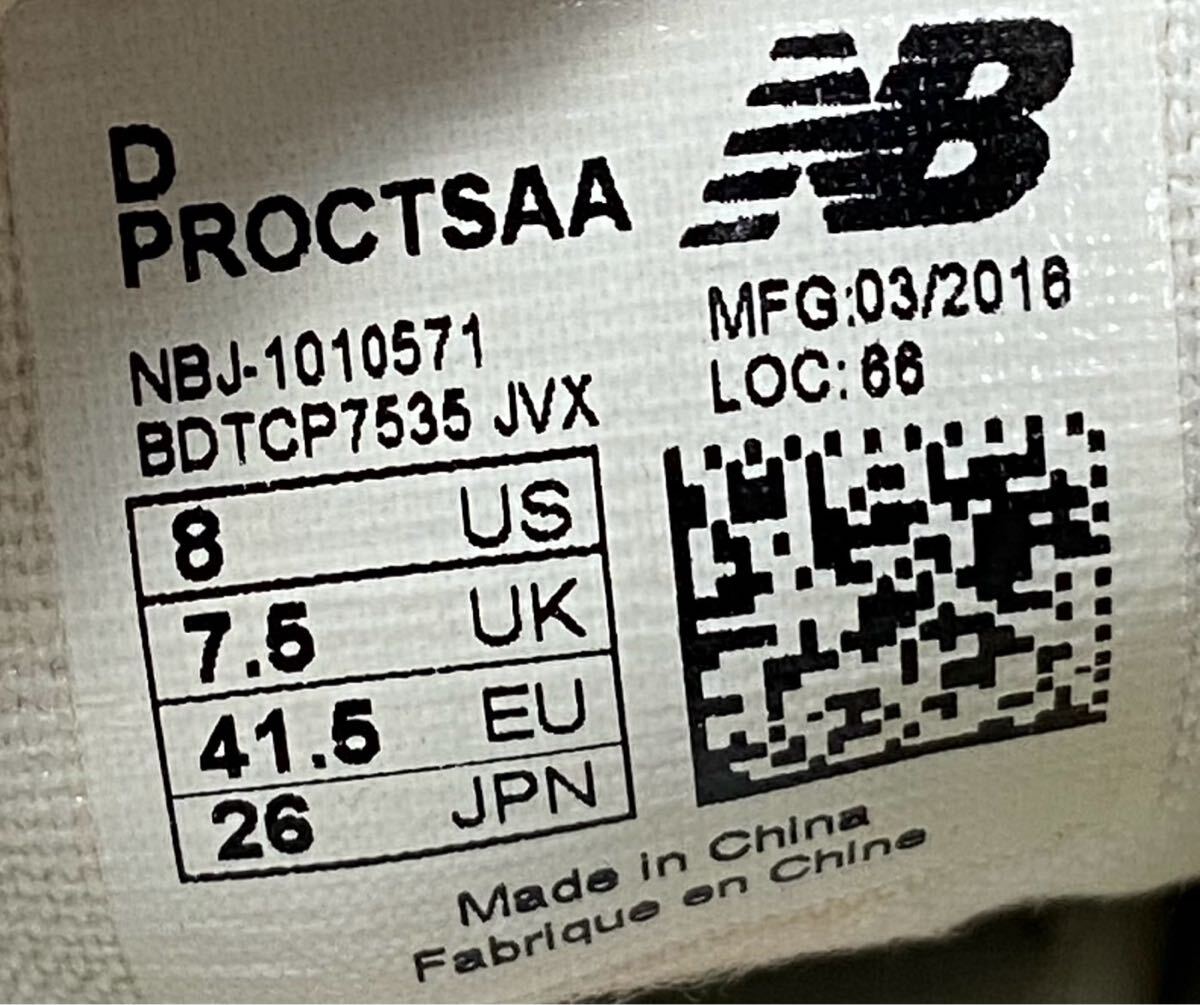 D
PROCTSAA
NB
MFG:03/2016
LOC: 66
NBJ-1010571
BDTCP7535 JVX
8 US
7.5 UK
41.5 EU
26 JPN
Made in China
Fabrique en Chine